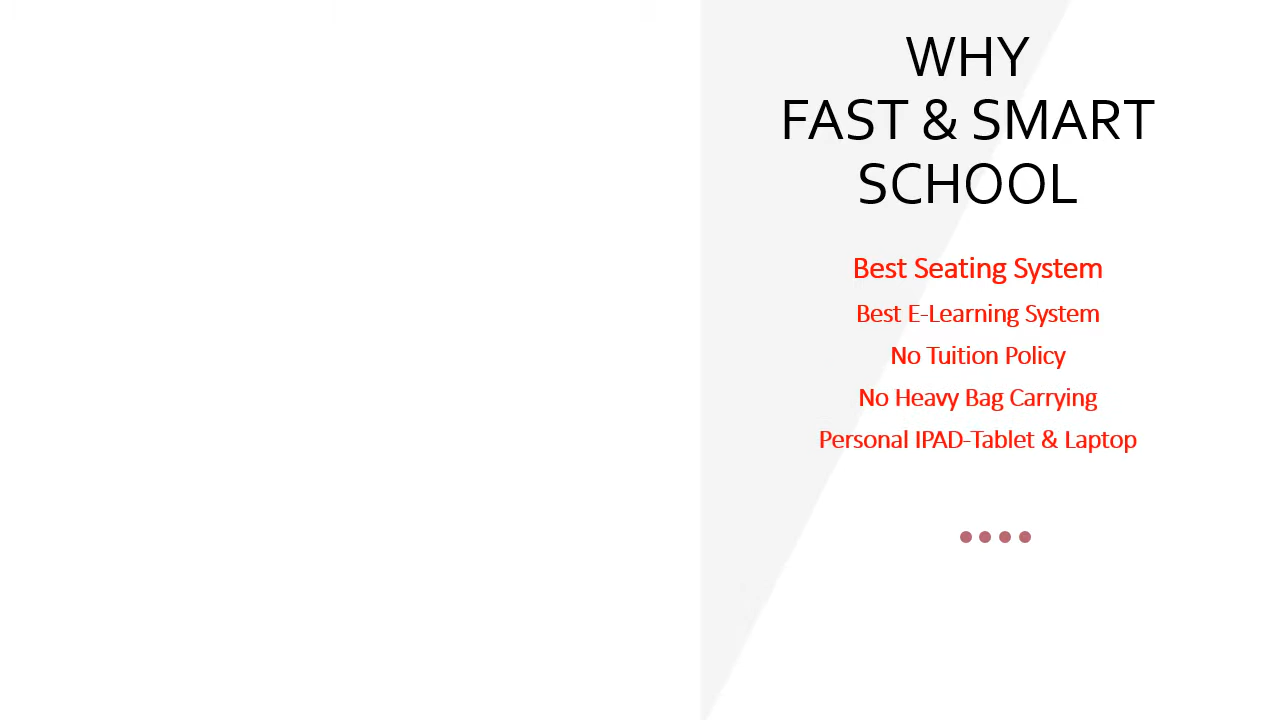 WHY
FAST & SMART
SCHOOL
Best Seating System
Best E-Learning System
No Tuition Policy
No Heavy Bag Carrying
Personal IPAD-Tablet & Laptop